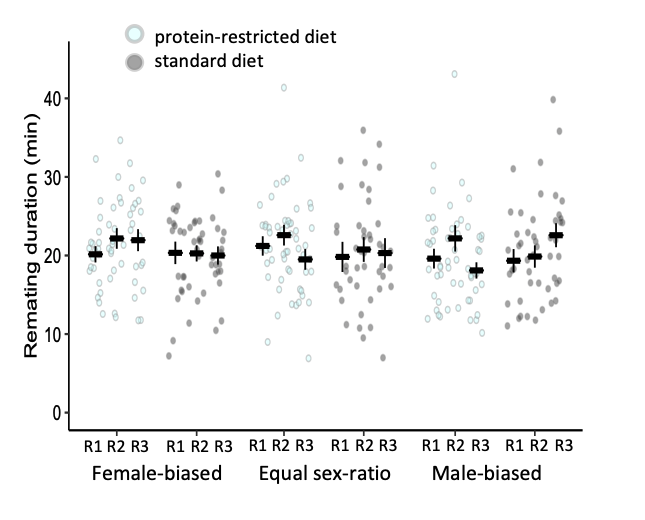 protein-restricted diet
standard diet
Remating duration (min)
40
30
20
10
0
R1 R2 R3 R1 R2 R3 R1 R2 R3 R1 R2 R3 R1 R2 R3 R1 R2 R3
Female-biased Equal sex-ratio Male-biased